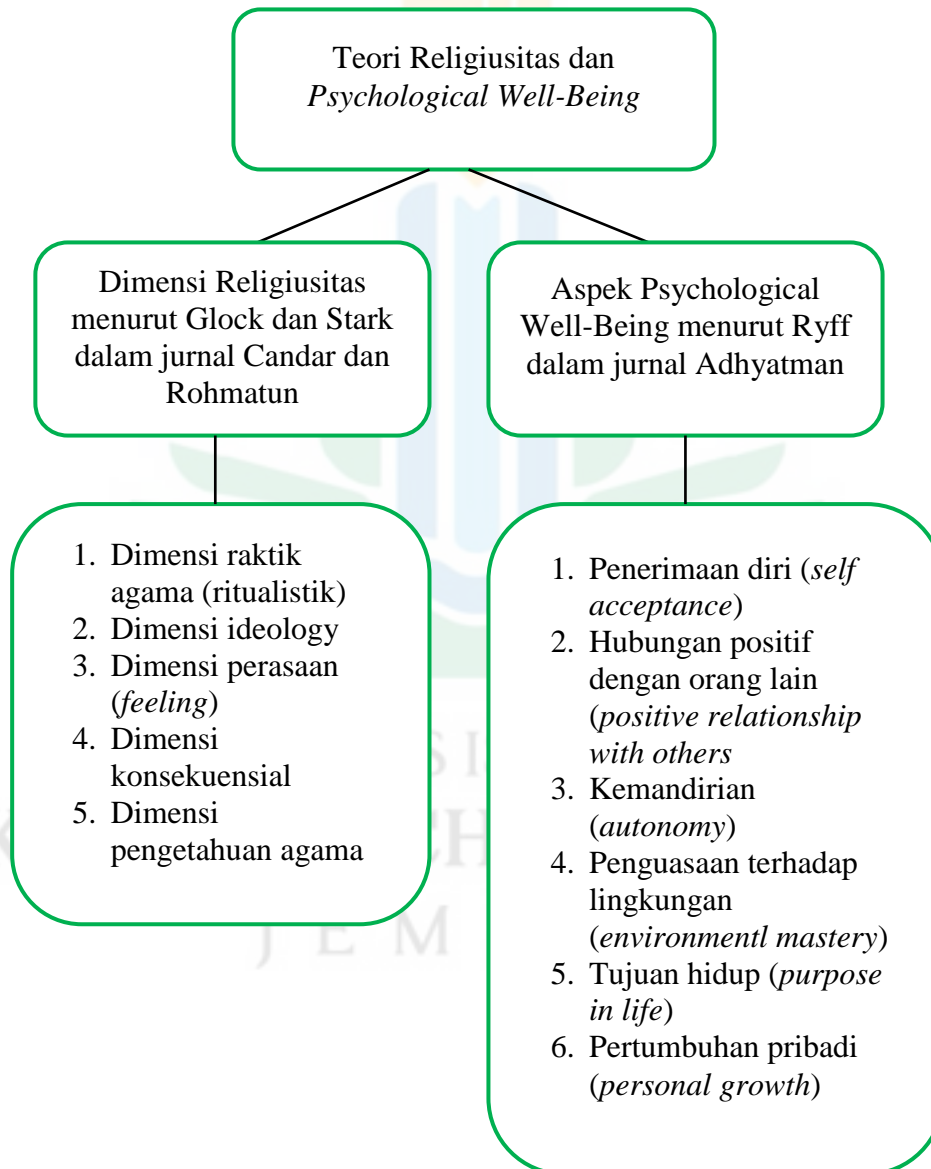 Teori Religiusitas dan
Psychological Well-Being
Dimensi Religiusitas
menurut Glock dan Stark
dalam jurnal Candar dan
Rohmatun
Aspek Psychological
Well-Being menurut Ryff
dalam jurnal Adhyatman
1. Dimensi raktik
agama (ritualistik)
2. Dimensi ideology
3. Dimensi perasaan
(feeling)
4. Dimensi
konsekuensial
5. Dimensi
pengetahuan agama
1. Penerimaan diri (self
acceptance)
2. Hubungan positif
dengan orang lain
(positive relationship
with others
3. Kemandirian
(autonomy)
4. Penguasaan terhadap
lingkungan
(environmentl mastery)
5. Tujuan hidup (purpose
in life)
6. Pertumbuhan pribadi
(personal growth)
SI
CH
J E M